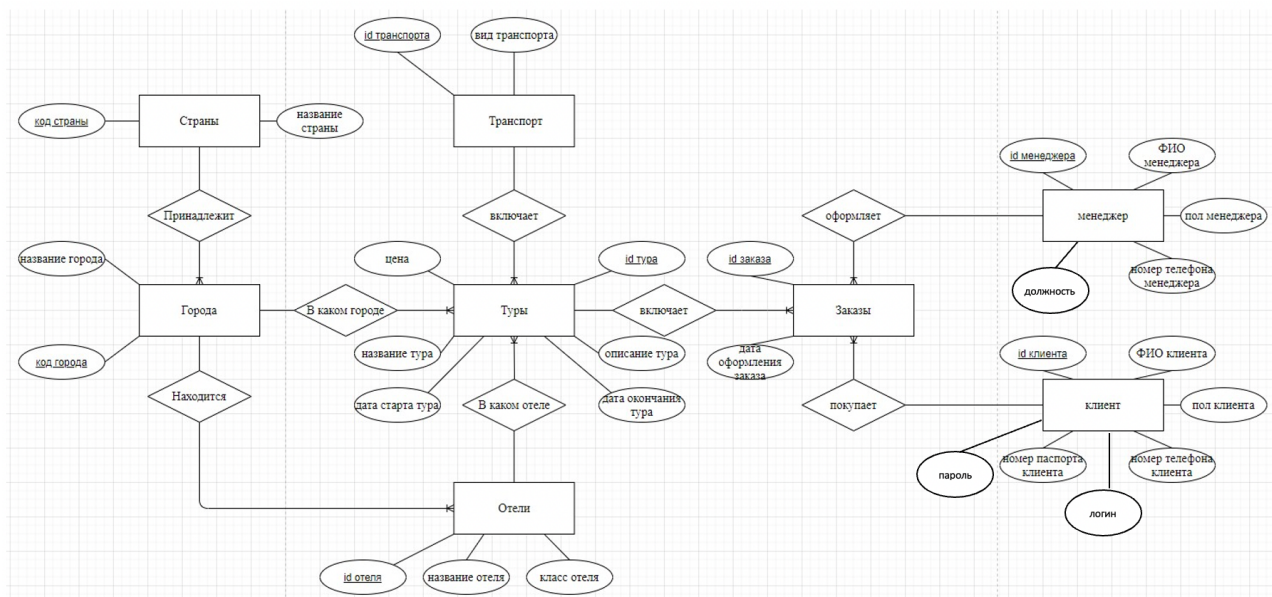 id транспорта
вид транспорта
код страны
Страны
название
страны
Транспорт
id менеджера
ФИО
менеджера
Принадлежит
включает
оформляет
менеджер
пол менеджера
название города
цена
id тура
id заказа
номер телефона
менеджера
должность
Города
В каком городе
Туры
включает
Заказы
код города
название тура
описание тура
дата
оформления
заказа
id клиента
ФИО клиента
Находится
дата старта тура
В каком отеле
дата окончания
тура
покупает
клиент
пол клиента
пароль
номер паспорта
клиента
номер телефона
клиента
логин
Отели
id отеля
название отеля
класс отеля